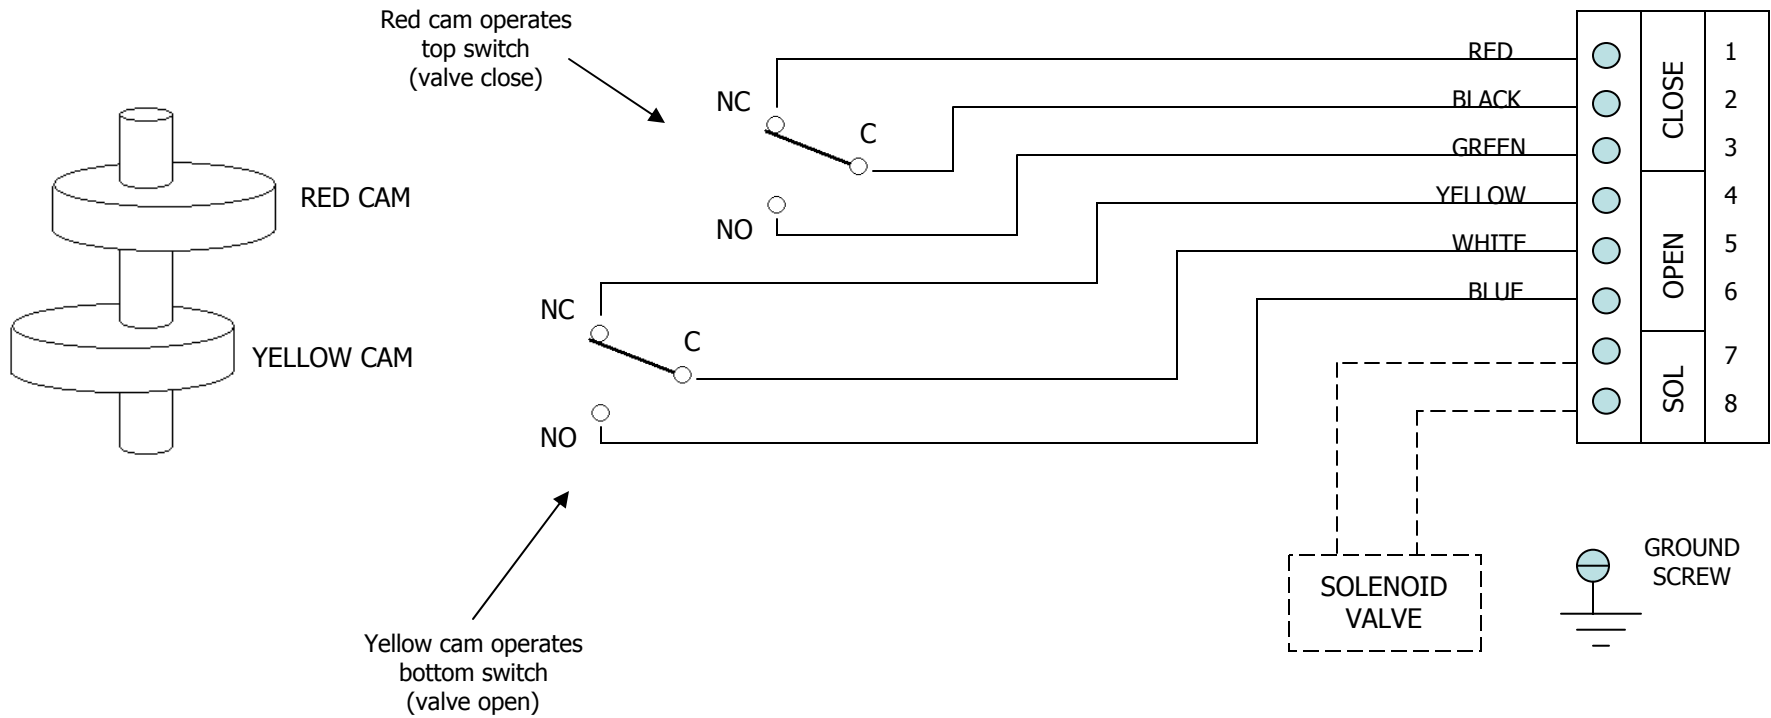 Red cam operates
top switch
(valve close)
RED CAM
YELLOW CAM
NC
C
NO
NC
C
NO
Yellow cam operates
bottom switch
(valve open)
RED
BLACK
GREEN
YELLOW
WHITE
BLUE
CLOSE
OPEN
SOL
1
2
3
4
5
6
7
8
SOLENOID
VALVE
GROUND
SCREW